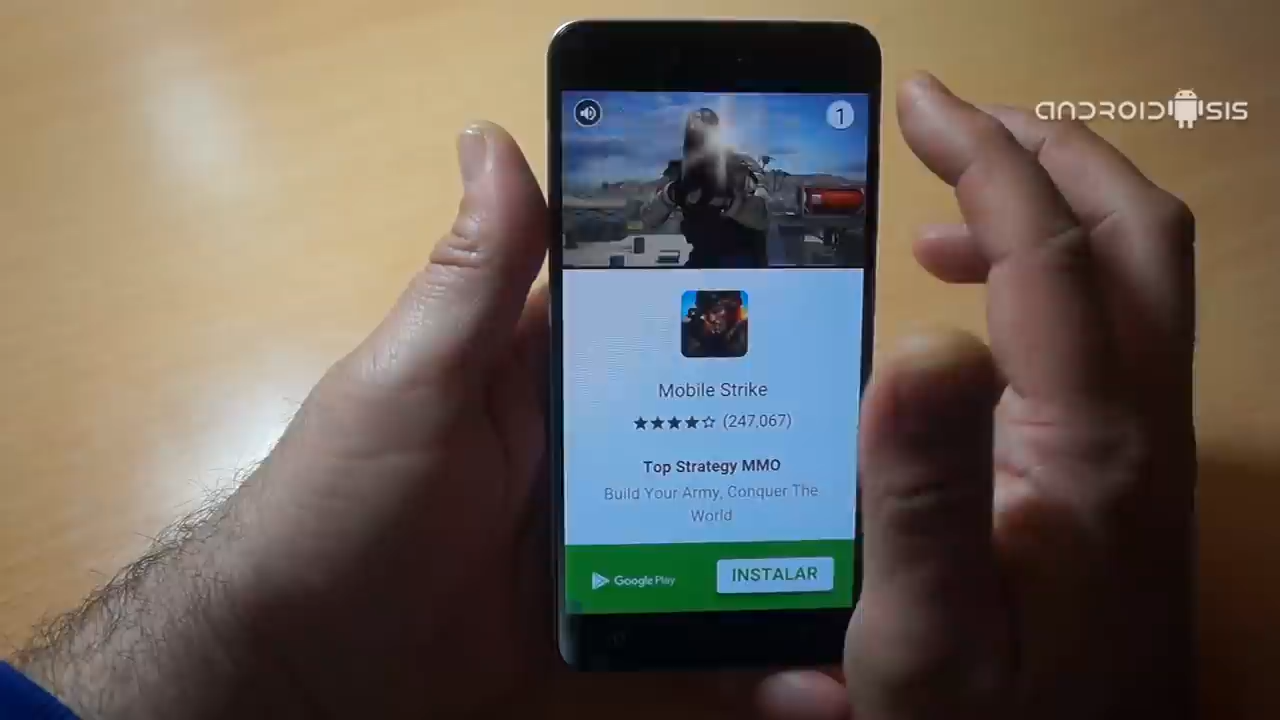 ANDROIDSIS
1
Mobile Strike
(247,067)
Top Strategy MMO
Build Your Army, Conquer The
World
Google Play
INSTALAR